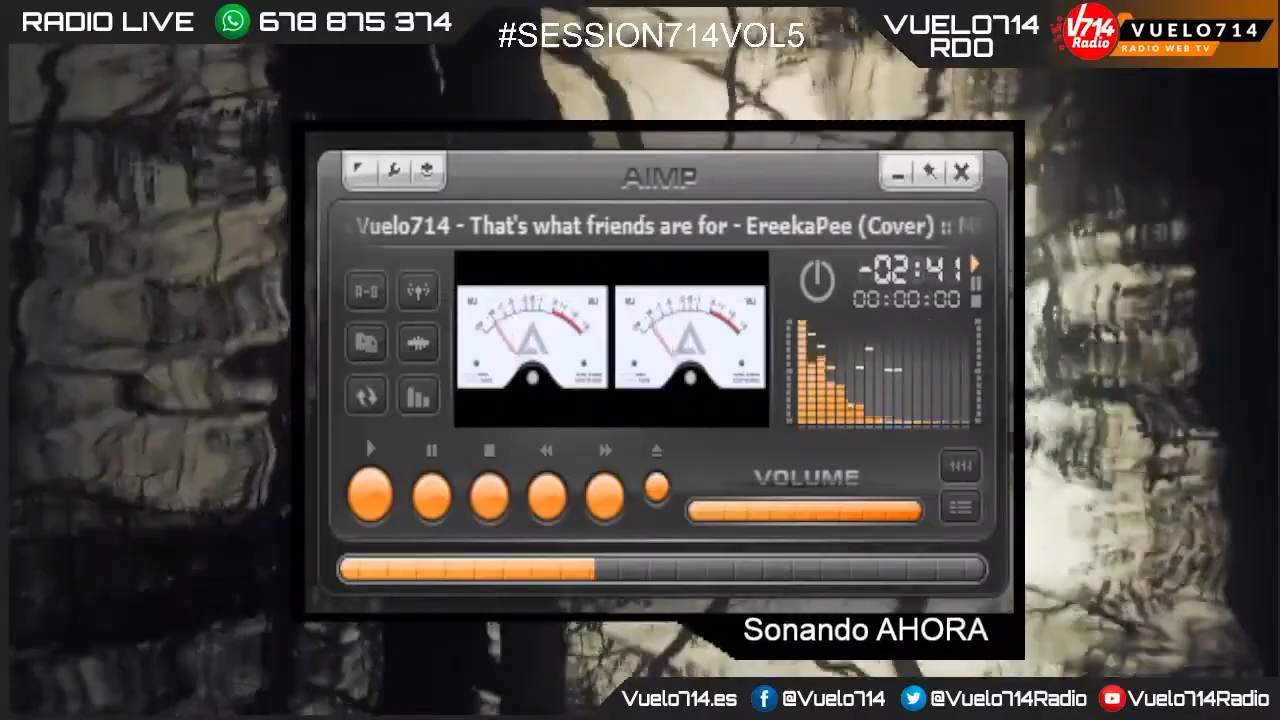 RADIO LIVE 678 875 374
#SESSION714VOL5
VUELO714
RDO
V714
Radio
VUELO714
RADIO WEB TV
AIMP
Vuelo714 - That's what friends are for - EreekaPee (Cover) ::
A-B
-02:41
00:00:00
VOLUME
Sonando AHORA
Vuelo714.es @Vuelo714 @Vuelo714Radio Vuelo714Radio